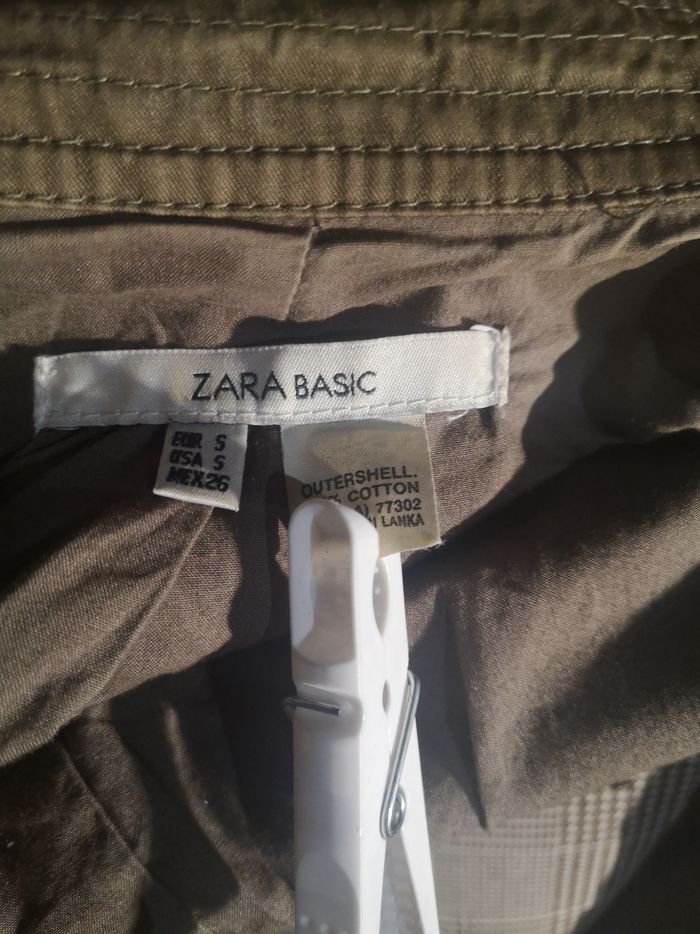 ZARA BASIC
EUR S
USA S
MEX 26
OUTERSHELL.
% COTTON
A) 77302
LANKA